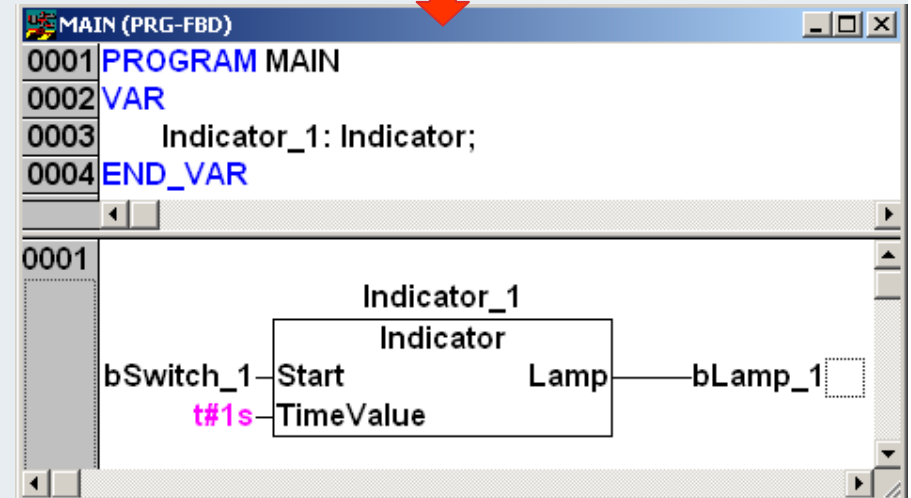 MAIN (PRG-FBD)
0001 PROGRAM MAIN
0002 VAR
0003 Indicator_1: Indicator;
0004 END_VAR
0001
Indicator_1
Indicator
bSwitch_1 Start Lamp bLamp_1
t#1s TimeValue